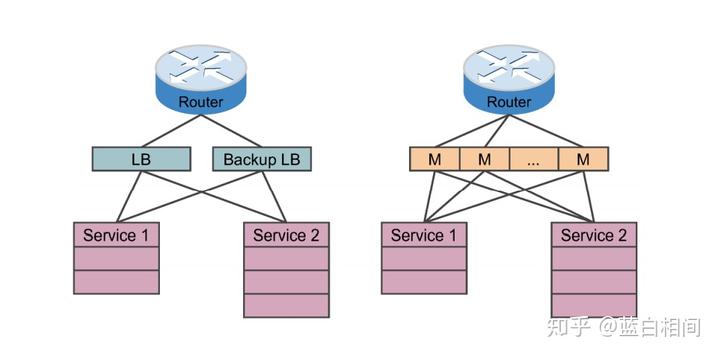 Router
LB
Backup LB
Service 1
Service 2
Router
M
M
...
M
Service 1
Service 2
知乎 @蓝白相间